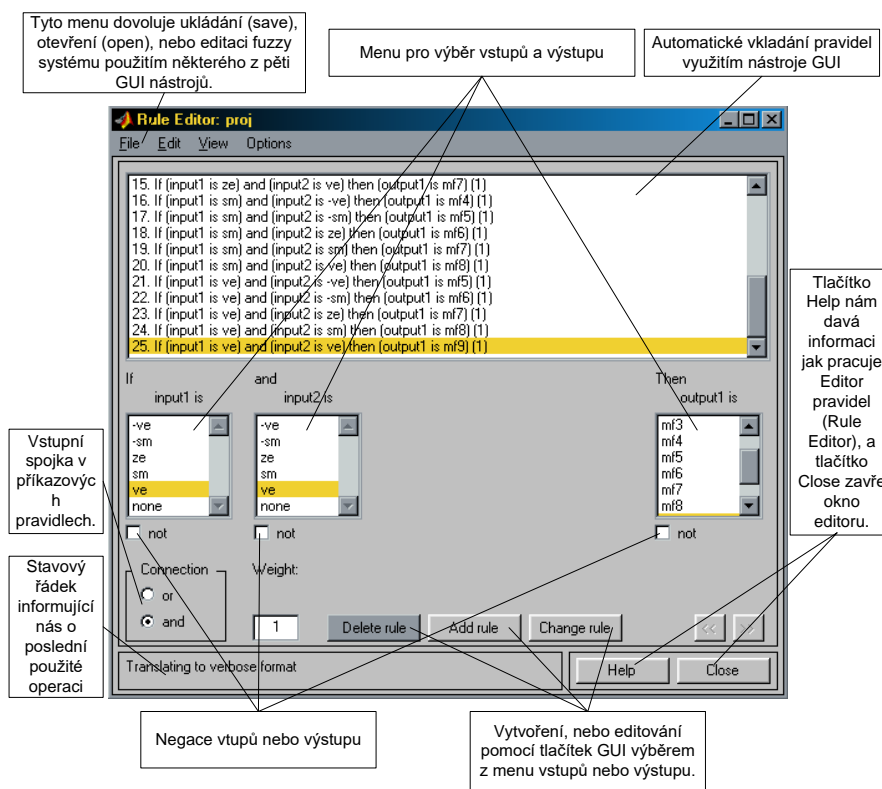 Tyto menu dovoluje ukládání (save),
otevření (open), nebo editaci fuzzy
systému použitím některého z pěti
GUI nástrojů.
Menu pro výběr vstupů a výstupu
Automatické vkládání pravidel
využitím nástroje GUI
Rule Editor: proj
File Edit View Options
15. If (input1 is ze) and (input2 is ve) then (output1 is mf7) (1)
16. If (input1 is sm) and (input2 is -ve) then (output1 is mf4) (1)
17. If (input1 is sm) and (input2 is -sm) then (output1 is mf5) (1)
18. If (input1 is sm) and (input2 is ze) then (output1 is mf6) (1)
19. If (input1 is sm) and (input2 is sm) then (output1 is mf7) (1)
20. If (input1 is sm) and (input2 is ve) then (output1 is mf8) (1)
21. If (input1 is ve) and (input2 is -ve) then (output1 is mf5) (1)
22. If (input1 is ve) and (input2 is -sm) then (output1 is mf6) (1)
23. If (input1 is ve) and (input2 is ze) then (output1 is mf7) (1)
24. If (input1 is ve) and (input2 is sm) then (output1 is mf8) (1)
25. If (input1 is ve) and (input2 is ve) then (output1 is mf9) (1)
If
input1 is
-ve
-sm
ze
sm
ve
none
not
and
input2 is
-ve
-sm
ze
sm
ve
none
not
Then
output1 is
mf3
mf4
mf5
mf6
mf7
mf8
not
Connection
or
and
Weight:
1
Delete rule
Add rule
Change rule
<<
>>
Translating to verbose format
Help
Close
Vstupní
spojka v
příkazovýc
h
pravidlech.
Stavový
řádek
informující
nás o
poslední
použité
operaci
Tlačítko
Help nám
davá
informaci
jak pracuje
Editor
pravidel
(Rule
Editor), a
tlačítko
Close zavře
okno
editoru.
Negace vtupů nebo výstupu
Vytvoření, nebo editování
pomocí tlačítek GUI výběrem
z menu vstupů nebo výstupu.